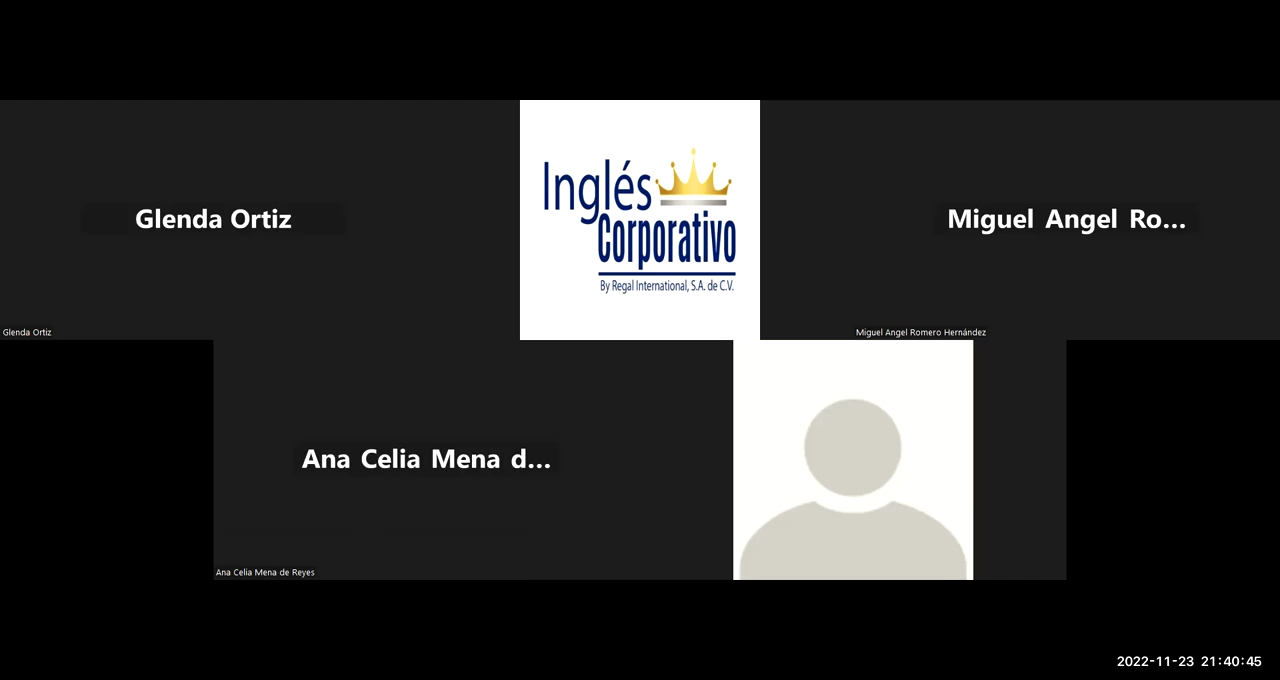 Glenda Ortiz
Glenda Ortiz
Inglés
Corporativo
By Regal International, S.A. de C.V.
Miguel Angel Ro...
Miguel Angel Romero Hernández
Ana Celia Mena d...
Ana Celia Mena de Reyes
2022-11-23 21:40:45